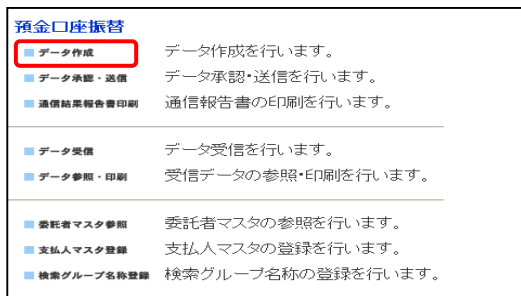 預金口座振替
データ作成 データ作成を行います。
データ承認・送信 データ承認・送信を行います。
通信結果報告書印刷 通信報告書の印刷を行います。
データ受信 データ受信を行います。
データ参照・印刷 受信データの参照・印刷を行います。
委託者マスタ参照 委託者マスタの参照を行います。
支払人マスタ登録 支払人マスタの登録を行います。
検索グループ名称登録 検索グループ名称の登録を行います。